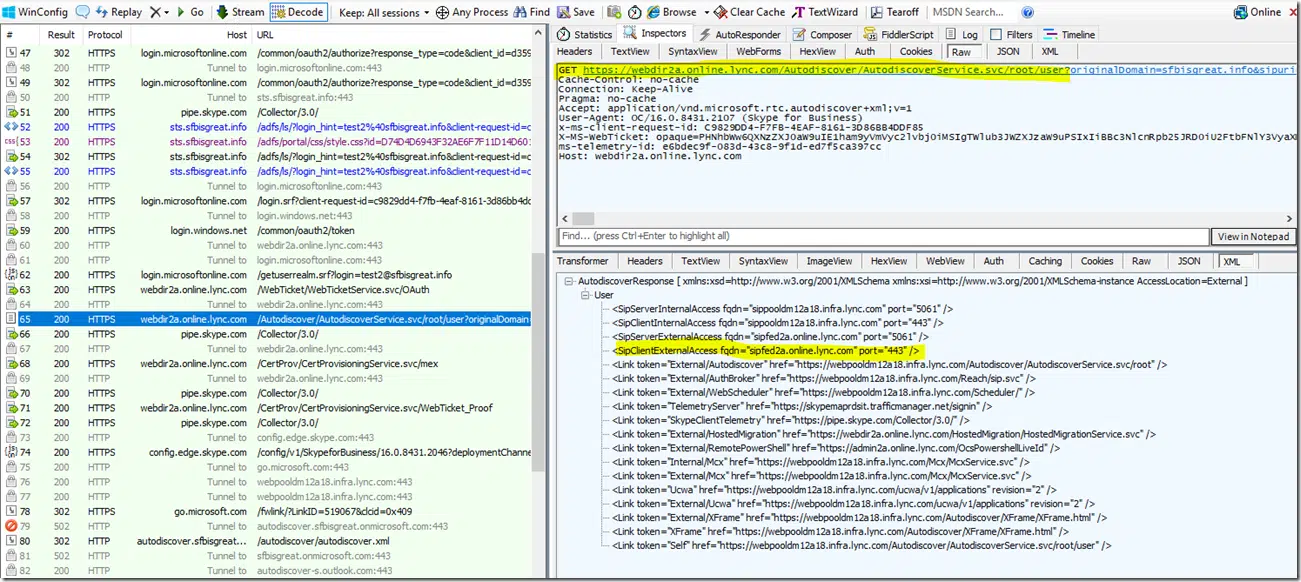 WinConfig Replay Go Stream Decode Keep: All sessions Any Process Find Save Browse Clear Cache TextWizard Tearoff MSDN Search... Online
# Result Protocol Host URL
47 302 HTTPS login.microsoftonline.com /common/oauth2/authorize?response_type=code&client_id=d359
48 200 HTTP Tunnel to login.microsoftonline.com:443
49 302 HTTPS login.microsoftonline.com /common/oauth2/authorize?response_type=code&client_id=d359
50 200 HTTP Tunnel to sts.sfbisgreat.info:443
51 200 HTTPS pipe.skype.com /Collector/3.0/
52 200 HTTPS sts.sfbisgreat.info /adfs/ls/?login_hint=test2%40sfbisgreat.info&client-request-id=c
53 200 HTTPS sts.sfbisgreat.info /adfs/portal/css/style.css?id=D74D4D6943F32AE6F7F11D14D601
54 302 HTTPS sts.sfbisgreat.info /adfs/ls/?login_hint=test2%40sfbisgreat.info&client-request-id=c
55 200 HTTPS sts.sfbisgreat.info /adfs/ls/?login_hint=test2%40sfbisgreat.info&client-request-id=c
56 200 HTTP Tunnel to login.microsoftonline.com:443
57 302 HTTPS login.microsoftonline.com /login.srf?client-request-id=c9829dd4-f7fb-4eaf-8161-3d86bb4dd
58 200 HTTP Tunnel to login.windows.net:443
59 200 HTTPS login.windows.net /common/oauth2/token
60 200 HTTP Tunnel to webdir2a.online.lync.com:443
61 200 HTTP Tunnel to login.microsoftonline.com:443
62 200 HTTPS login.microsoftonline.com /getuserrealm.srf?login=test2@sfbisgreat.info
63 200 HTTPS webdir2a.online.lync.com /WebTicket/WebTicketService.svc/OAuth
64 200 HTTP Tunnel to webdir2a.online.lync.com:443
65 200 HTTPS webdir2a.online.lync.com /Autodiscover/AutodiscoverService.svc/root/user?originalDomain=
66 200 HTTPS pipe.skype.com /Collector/3.0/
67 200 HTTP Tunnel to webdir2a.online.lync.com:443
68 200 HTTPS webdir2a.online.lync.com /CertProv/CertProvisioningService.svc/mex
69 200 HTTP Tunnel to webdir2a.online.lync.com:443
70 200 HTTPS pipe.skype.com /Collector/3.0/
71 200 HTTPS webdir2a.online.lync.com /CertProv/CertProvisioningService.svc/WebTicket_Proof
72 200 HTTPS pipe.skype.com /Collector/3.0/
73 200 HTTP Tunnel to config.edge.skype.com:443
74 200 HTTPS config.edge.skype.com /config/v1/SkypeforBusiness/16.0.8431.2046?deploymentChanne
75 200 HTTP Tunnel to go.microsoft.com:443
76 200 HTTP Tunnel to webpooldm12a18.infra.lync.com:443
77 200 HTTP Tunnel to webpooldm12a18.infra.lync.com:443
78 302 HTTPS go.microsoft.com /fwlink/?LinkID=519067&clcid=0x409
79 502 HTTP Tunnel to autodiscover.sfbisgreat.onmicrosoft.com:443
80 302 HTTP autodiscover.sfbisgreat... /autodiscover/autodiscover.xml
81 502 HTTP Tunnel to sfbisgreat.onmicrosoft.com:443
82 200 HTTP Tunnel to autodiscover-s.outlook.com:443
Statistics Inspectors AutoResponder Composer FiddlerScript Log Filters Timeline
Headers TextView SyntaxView WebForms HexView Auth Cookies Raw JSON XML
GET https://webdir2a.online.lync.com/Autodiscover/AutodiscoverService.svc/root/user?originalDomain=sfbisgreat.info&sipuri
Cache-Control: no-cache
Connection: Keep-Alive
Pragma: no-cache
Accept: application/vnd.microsoft.rtc.autodiscover+xml;v=1
User-Agent: OC/16.0.8431.2107 (Skype for Business)
x-ms-client-request-id: C9829DD4-F7FB-4EAF-8161-3D86BB4DDF85
ms-telemetry-id: e6bdec9f-083d-43c8-9f1d-ed7f5ca397cc
Host: webdir2a.online.lync.com
Find... (press Ctrl+Enter to highlight all) View in Notepad
Transformer Headers TextView SyntaxView ImageView HexView WebView Auth Caching Cookies Raw JSON XML
AutodiscoverResponse [ xmlns:xsd=http://www.w3.org/2001/XMLSchema xmlns:xsi=http://www.w3.org/2001/XMLSchema-instance AccessLocation=External ]
User
<SipServerInternalAccess fqdn="sippooldm12a18.infra.lync.com" port="5061" />
<SipClientInternalAccess fqdn="sippooldm12a18.infra.lync.com" port="443" />
<SipServerExternalAccess fqdn="sipfed2a.online.lync.com" port="5061" />
<SipClientExternalAccess fqdn="sipfed2a.online.lync.com" port="443" />
<Link token="External/Autodiscover" href="https://webpooldm12a18.infra.lync.com/Autodiscover/AutodiscoverService.svc/root" />
<Link token="External/AuthBroker" href="https://webpooldm12a18.infra.lync.com/Reach/sip.svc" />
<Link token="External/WebScheduler" href="https://webpooldm12a18.infra.lync.com/Scheduler/" />
<Link token="TelemetryServer" href="https://skypemaprdsit.trafficmanager.net/signin" />
<Link token="SkypeClientTelemetry" href="https://pipe.skype.com/Collector/3.0/" />
<Link token="External/HostedMigration" href="https://webdir2a.online.lync.com/HostedMigration/HostedMigrationService.svc" />
<Link token="External/RemotePowerShell" href="https://admin2a.online.lync.com/OcsPowershellLiveId" />
<Link token="Internal/Mcx" href="https://webpooldm12a18.infra.lync.com/Mcx/McxService.svc" />
<Link token="External/Mcx" href="https://webpooldm12a18.infra.lync.com/Mcx/McxService.svc" />
<Link token="Ucwa" href="https://webpooldm12a18.infra.lync.com/ucwa/v1/applications" revision="2" />
<Link token="External/Ucwa" href="https://webpooldm12a18.infra.lync.com/ucwa/v1/applications" revision="2" />
<Link token="External/XFrame" href="https://webpooldm12a18.infra.lync.com/Autodiscover/XFrame/XFrame.html" />
<Link token="XFrame" href="https://webpooldm12a18.infra.lync.com/Autodiscover/XFrame/XFrame.html" />
<Link token="Self" href="https://webpooldm12a18.infra.lync.com/Autodiscover/AutodiscoverService.svc/root/user" />